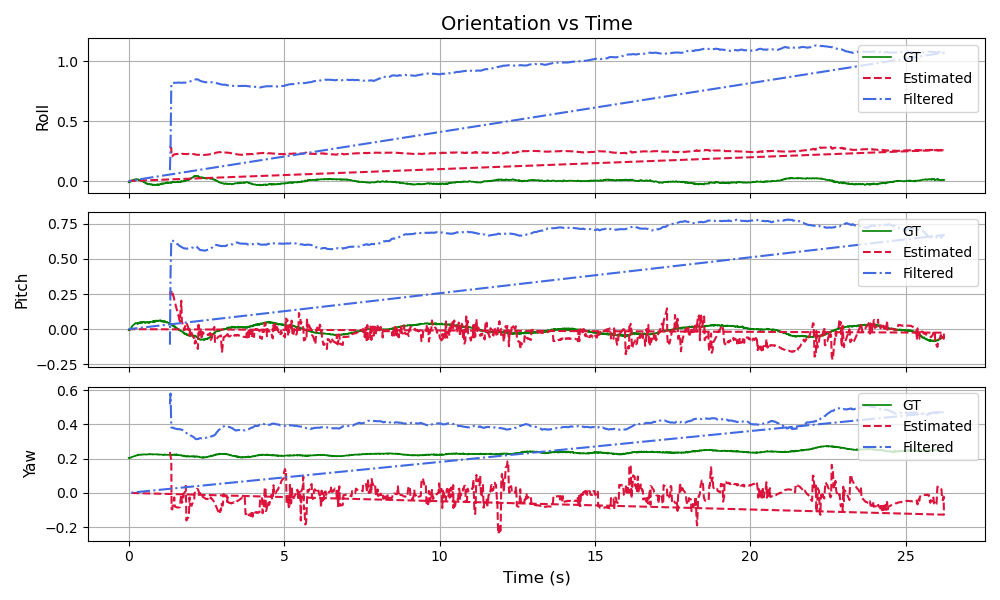 Orientation vs Time
Roll
1.0
0.5
0.0
GT
Estimated
Filtered
Pitch
0.75
0.50
0.25
0.00
−0.25
GT
Estimated
Filtered
Yaw
0.6
0.4
0.2
0.0
−0.2
GT
Estimated
Filtered
0 5 10 15 20 25
Time (s)